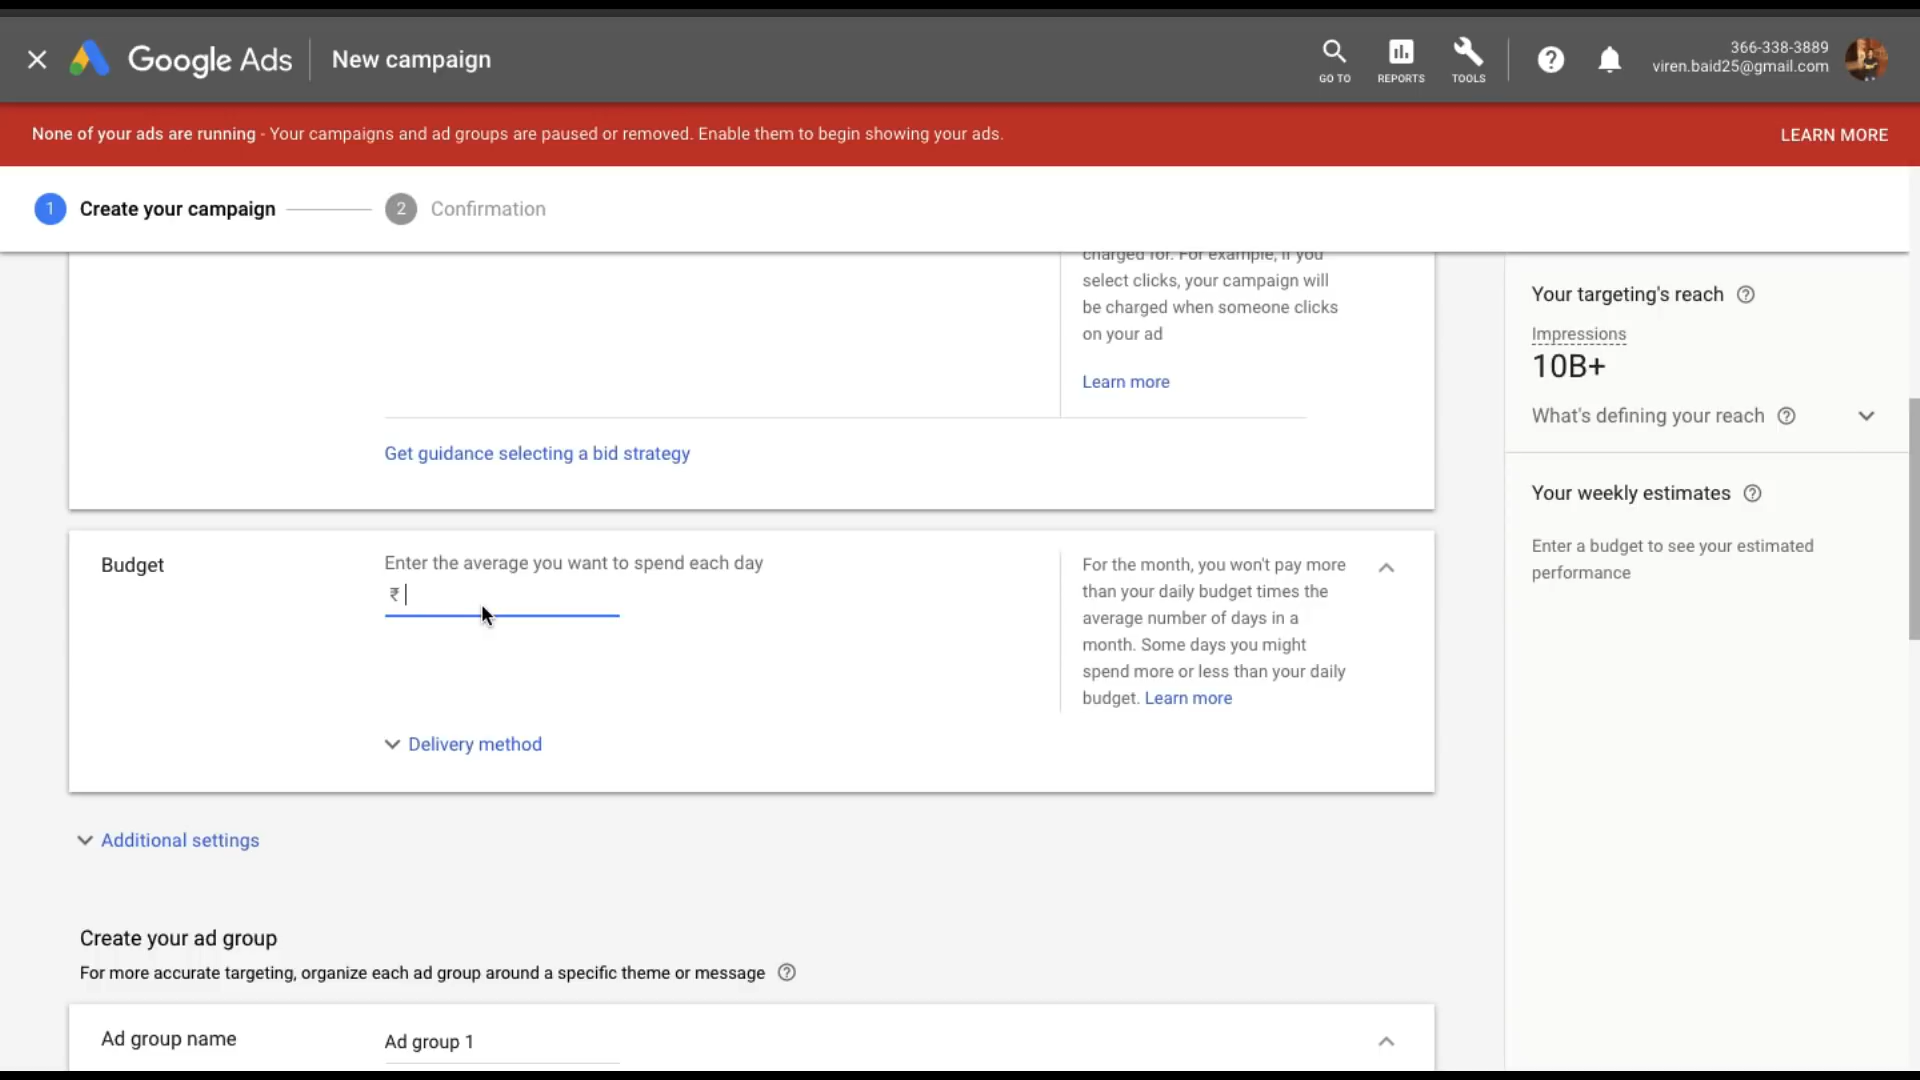 Google Ads New campaign
GO TO
REPORTS
TOOLS
366-338-3889
viren.baid25@gmail.com
None of your ads are running - Your campaigns and ad groups are paused or removed. Enable them to begin showing your ads.
LEARN MORE
1 Create your campaign
2 Confirmation
charged for. For example, if you
select clicks, your campaign will
be charged when someone clicks
on your ad
Learn more
Get guidance selecting a bid strategy
Budget
Enter the average you want to spend each day
₹
For the month, you won't pay more
than your daily budget times the
average number of days in a
month. Some days you might
spend more or less than your daily
budget. Learn more
Delivery method
Additional settings
Create your ad group
For more accurate targeting, organize each ad group around a specific theme or message
Ad group name
Ad group 1
Your targeting's reach
Impressions
10B+
What's defining your reach
Your weekly estimates
Enter a budget to see your estimated
performance